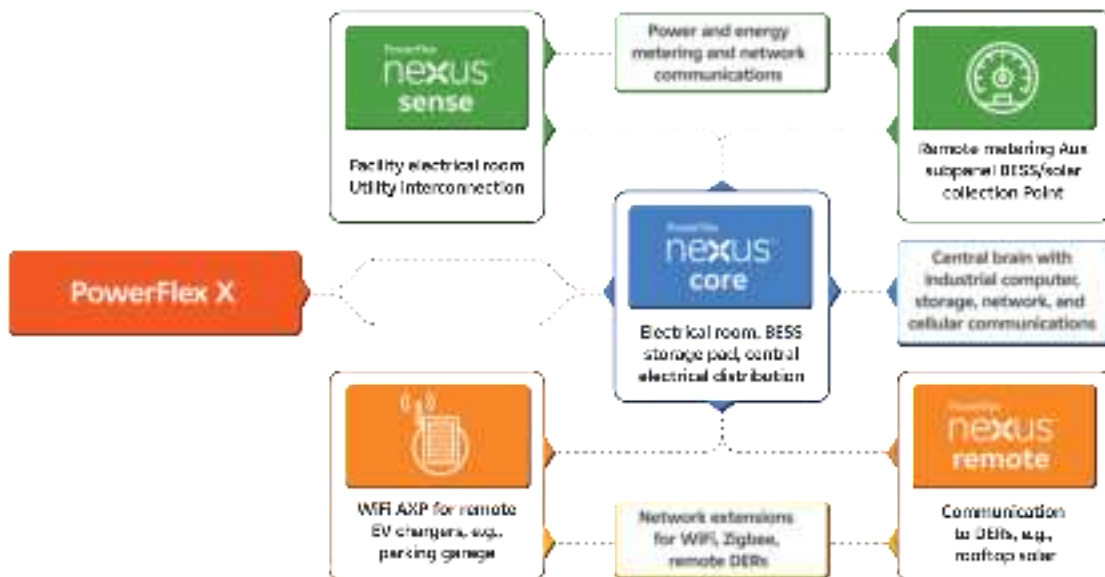 PowerFlex
nexus
sense
Facility electrical room
Utility interconnection
Power and energy
metering and network
communications
Remote metering Aux
subpanel BESS/solar
collection Point
PowerFlex X
PowerFlex
nexus
core
Electrical room, BESS
storage pad, central
electrical distribution
Central brain with
industrial computer,
storage, network, and
cellular communications
WiFi AXP for remote
EV chargers, e.g.,
parking garage
Network extensions
for WiFi, Zigbee,
remote DERs
PowerFlex
nexus
remote
Communication
to DERs, e.g.,
rooftop solar